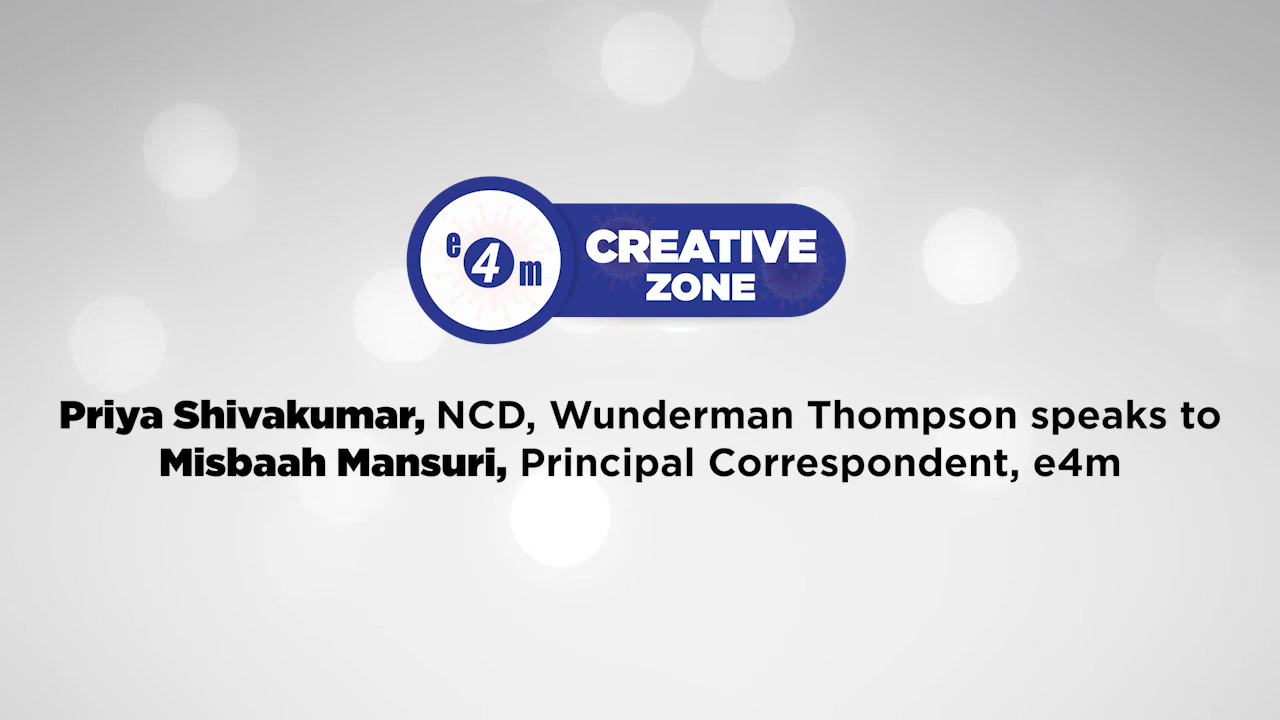 e4m
CREATIVE
ZONE
Priya Shivakumar, NCD, Wunderman Thompson speaks to
Misbaah Mansuri, Principal Correspondent, e4m